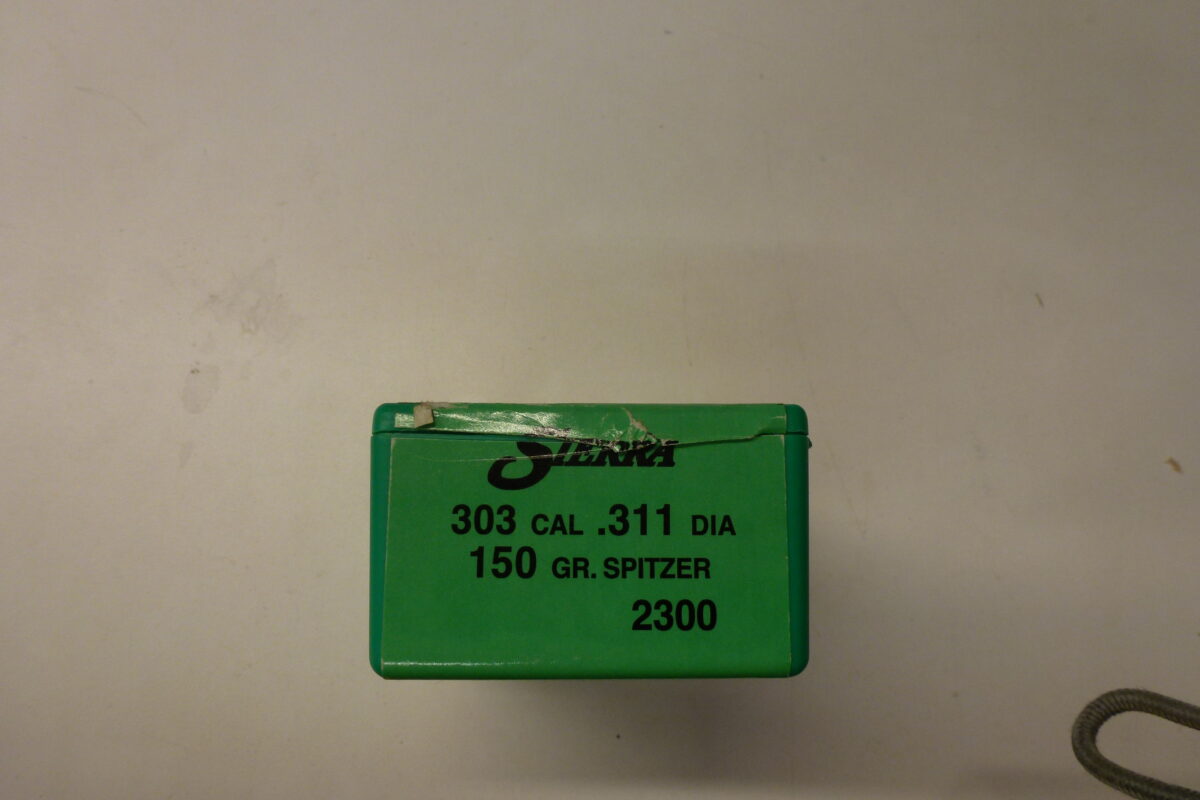 SIERRA
303 CAL .311 DIA
150 GR. SPITZER
2300